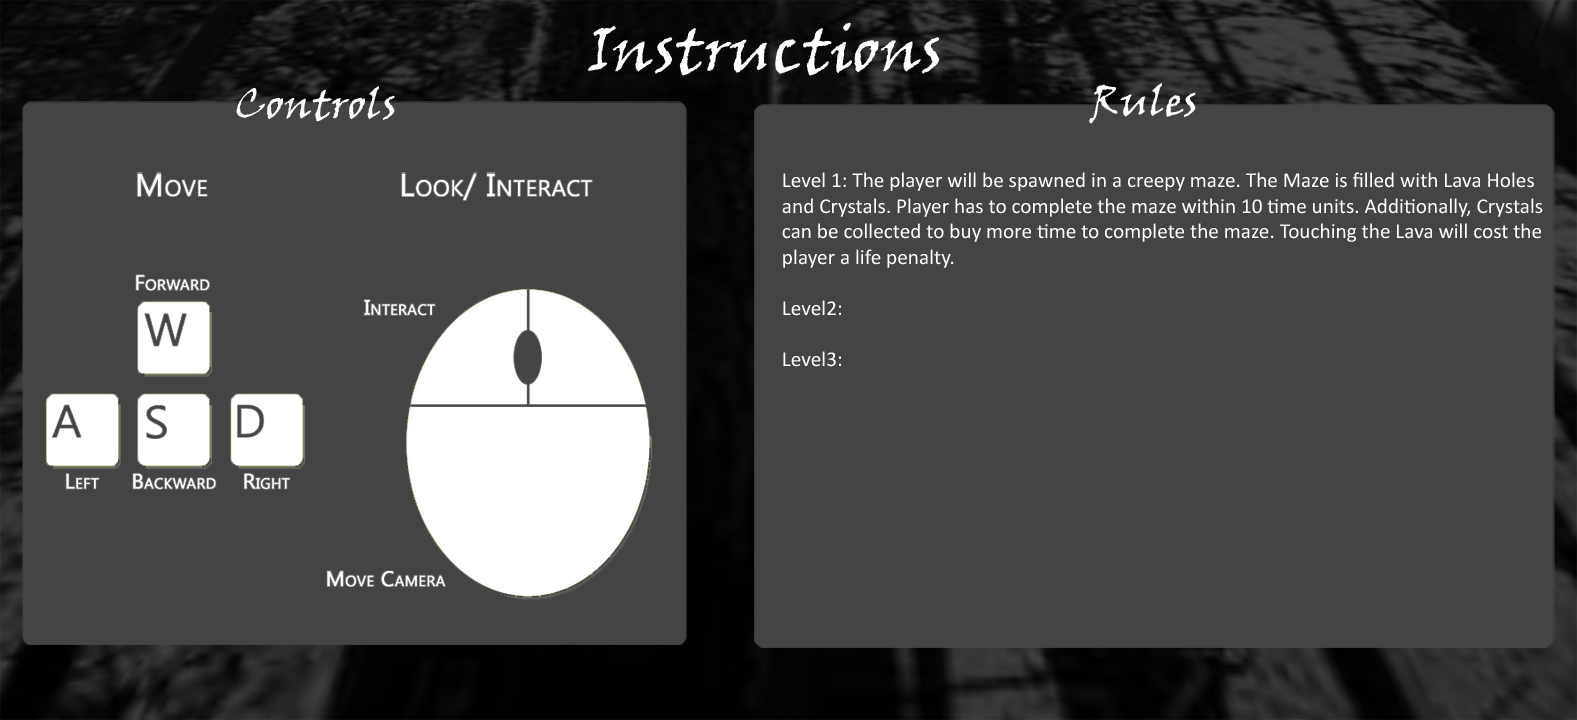 Instructions
Controls
Move
Look/ Interact
Forward
W
Interact
A
S
D
Left
Backward
Right
Move Camera
Rules
Level 1: The player will be spawned in a creepy maze. The Maze is filled with Lava Holes
and Crystals. Player has to complete the maze within 10 time units. Additionally, Crystals
can be collected to buy more time to complete the maze. Touching the Lava will cost the
player a life penalty.
Level2:
Level3: